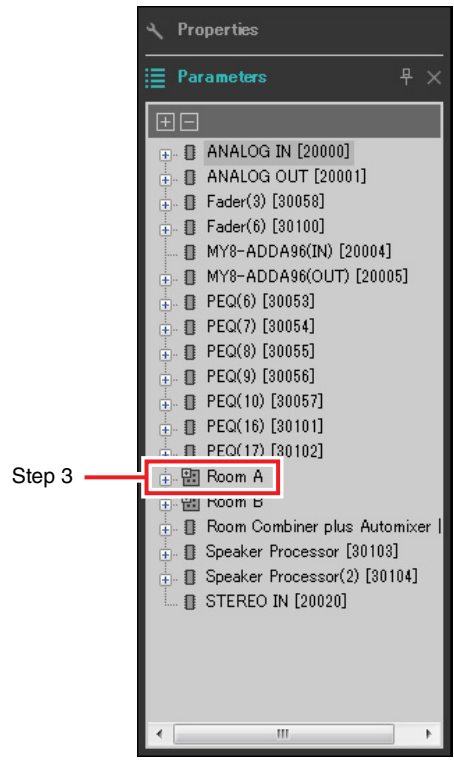 Properties
Parameters
ANALOG IN [20000]
ANALOG OUT [20001]
Fader(3) [30058]
Fader(6) [30100]
MY8-ADDA96(IN) [20004]
MY8-ADDA96(OUT) [20005]
PEQ(6) [30053]
PEQ(7) [30054]
PEQ(8) [30055]
PEQ(9) [30056]
PEQ(10) [30057]
PEQ(16) [30101]
PEQ(17) [30102]
Step 3 Room A
Room B
Room Combiner plus Automixer
Speaker Processor [30103]
Speaker Processor(2) [30104]
STEREO IN [20020]